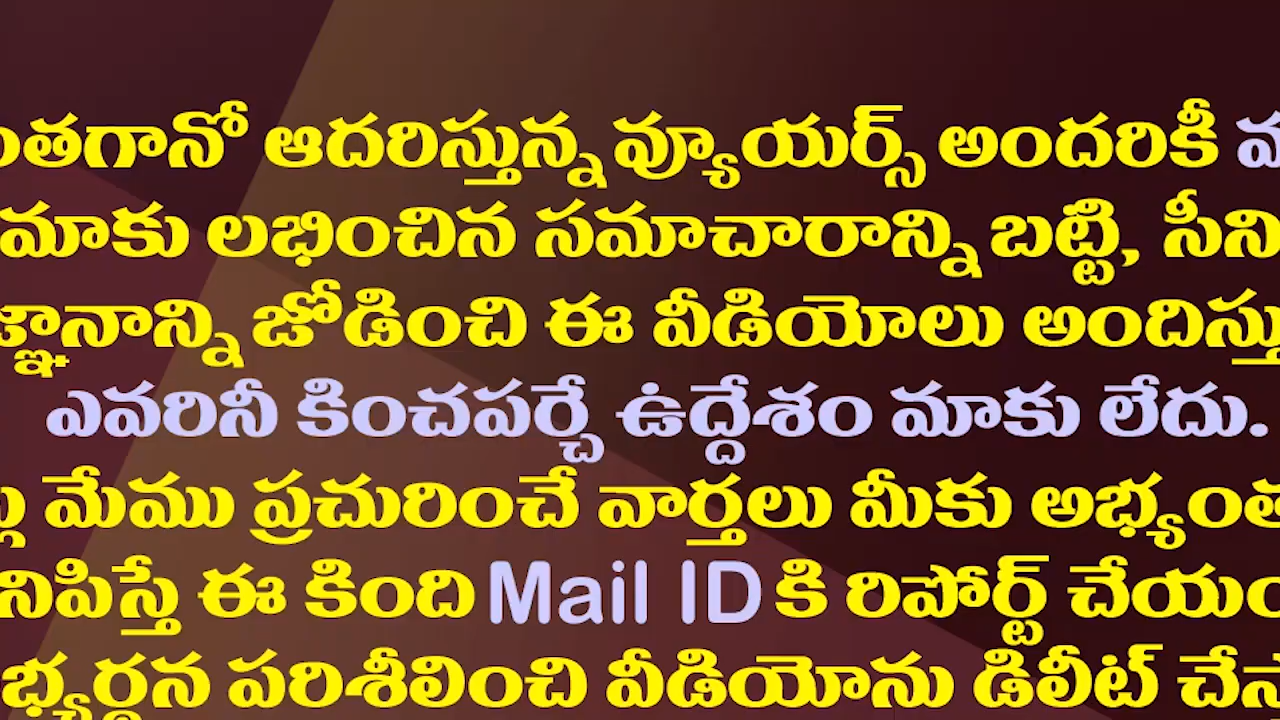 ంతగానో ఆదరిస్తున్న వ్యూయర్స్ అందరికీ
మాకు లభించిన సమాచారాన్ని బట్టి, సీని
జ్ఞానాన్ని జోడించి ఈ వీడియోలు అందిస్తు
ఎవరినీ కించపర్చే ఉద్దేశం మాకు లేదు.
మేము ప్రచురించే వార్తలు మీకు అభ్యంత
నిపిస్తే ఈ కింది Mail ID కి రిపోర్ట్ చేయం
భ్యర్థన పరిశీలించి వీడియోను డిలీట్ చేస